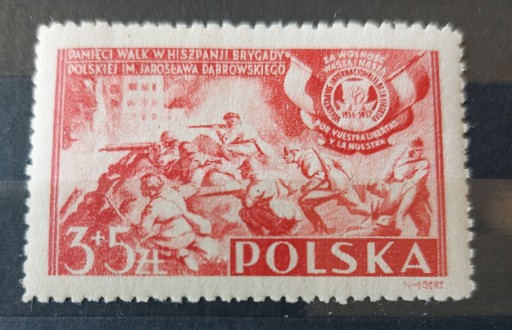 PAMIĘCI WALK W HISZPANJI BRYGADY
POLSKIEJ IM. JAROSŁAWA DĄBROWSKIEGO
ZA WOLNOŚĆ
WASZĄ I NASZĄ
1936-1937
POR VUESTRA LIBERTAD
Y LA NUESTRA
3+5 ZŁ
POLSKA